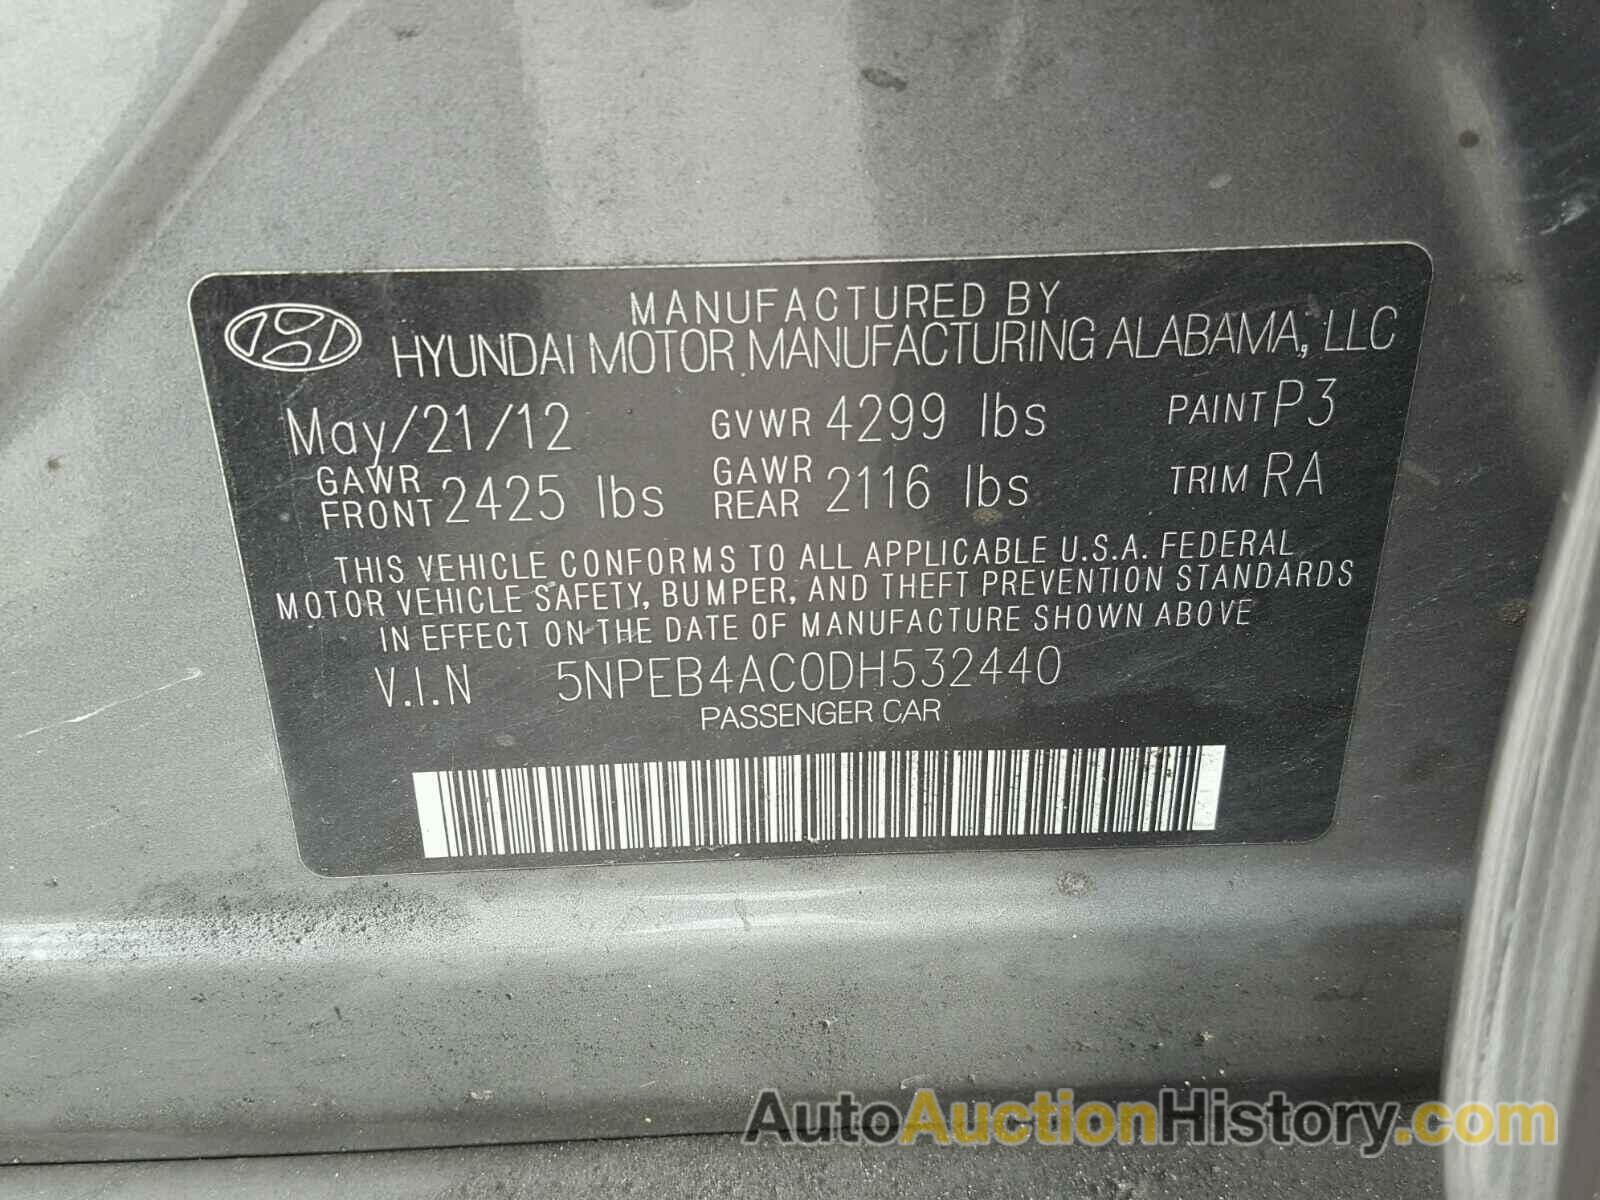 MANUFACTURED BY
HYUNDAI MOTOR MANUFACTURING ALABAMA, LLC
May/21/12 GVWR 4299 lbs PAINT P3
GAWR FRONT 2425 lbs GAWR REAR 2116 lbs TRIM RA
THIS VEHICLE CONFORMS TO ALL APPLICABLE U.S.A. FEDERAL
MOTOR VEHICLE SAFETY, BUMPER, AND THEFT PREVENTION STANDARDS
IN EFFECT ON THE DATE OF MANUFACTURE SHOWN ABOVE
V.I.N 5NPEB4AC0DH532440
PASSENGER CAR
AutoAuctionHistory.com